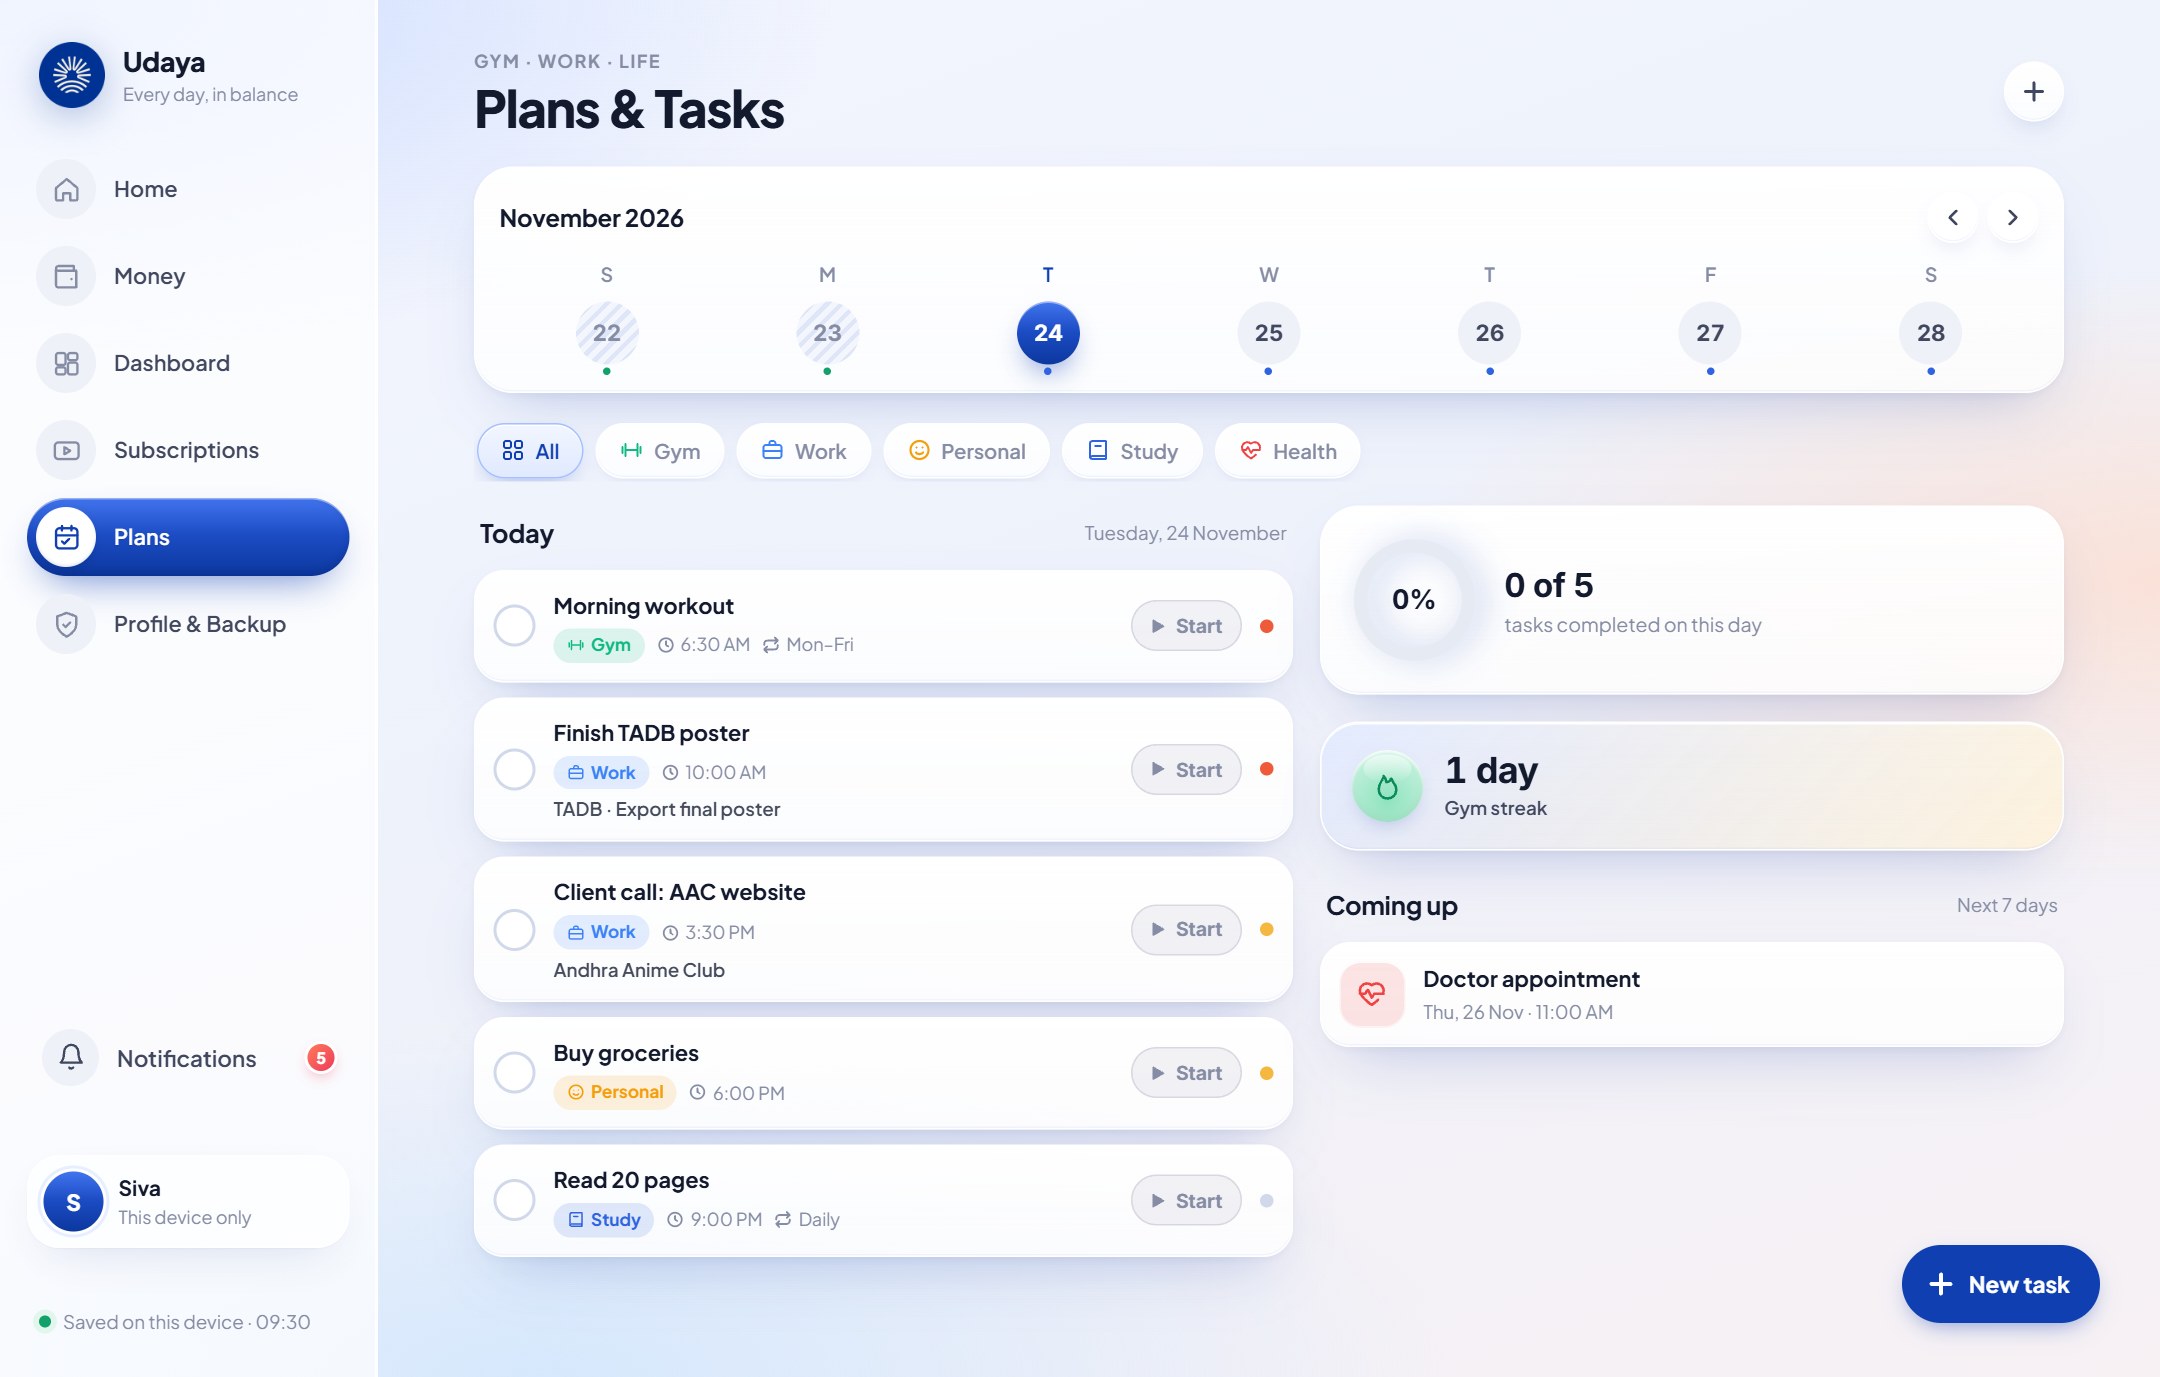 Udaya
Every day, in balance
Home
Money
Dashboard
Subscriptions
Plans
Profile & Backup
Notifications
5
S
Siva
This device only
Saved on this device · 09:30
GYM · WORK · LIFE
Plans & Tasks
November 2026
S M T W T F S
22 23 24 25 26 27 28
All Gym Work Personal Study Health
Today
Tuesday, 24 November
Morning workout
Gym 6:30 AM Mon–Fri
Start
Finish TADB poster
Work 10:00 AM
TADB · Export final poster
Start
Client call: AAC website
Work 3:30 PM
Andhra Anime Club
Start
Buy groceries
Personal 6:00 PM
Start
Read 20 pages
Study 9:00 PM Daily
Start
0%
0 of 5
tasks completed on this day
1 day
Gym streak
Coming up
Next 7 days
Doctor appointment
Thu, 26 Nov · 11:00 AM
New task